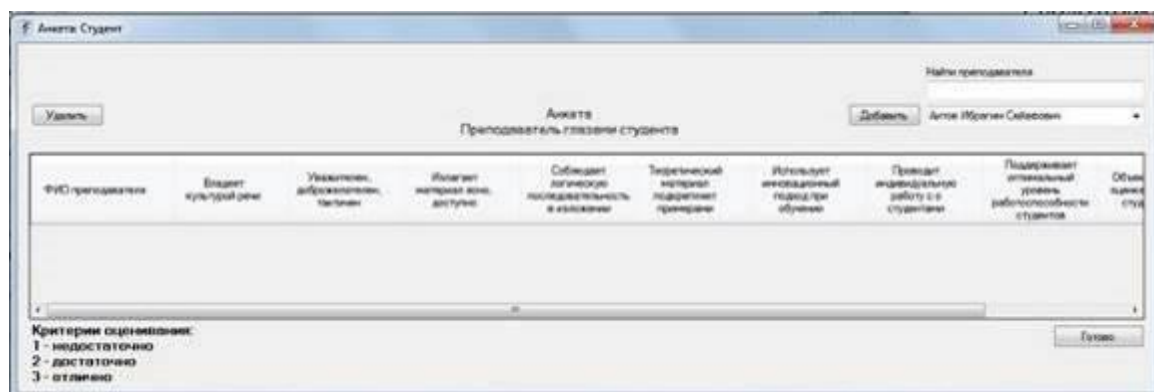 Анкета: Студент
Найти преподавателя
Удалить
Анкета
Добавить
Преподаватель глазами студента
ФИО преподавателя
Владеет
культурой речи
Уважителен,
доброжелателен,
тактичен
Излагает
материал ясно,
доступно
Соблюдает
логическую
последовательность
в изложении
Теоретический
материал
подкрепляет
примерами
Использует
инновационный
подход при
обучении
Проводит
индивидуальную
работу со
студентами
Поддерживает
оптимальный
уровень
работоспособности
студентов
Критерии оценивания:
1 - недостаточно
2 - достаточно
3 - отлично
Готово